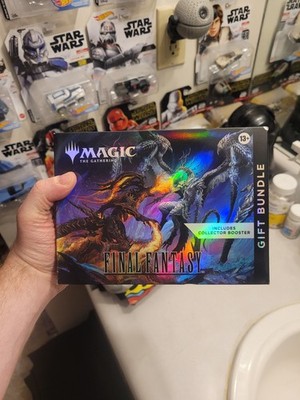 STAR
WARS
STAR
WARS
STAR
WARS
STAR
WARS
MAGIC
THE GATHERING
13+
INCLUDES
COLLECTOR BOOSTER
FINAL FANTASY
GIFT BUNDLE